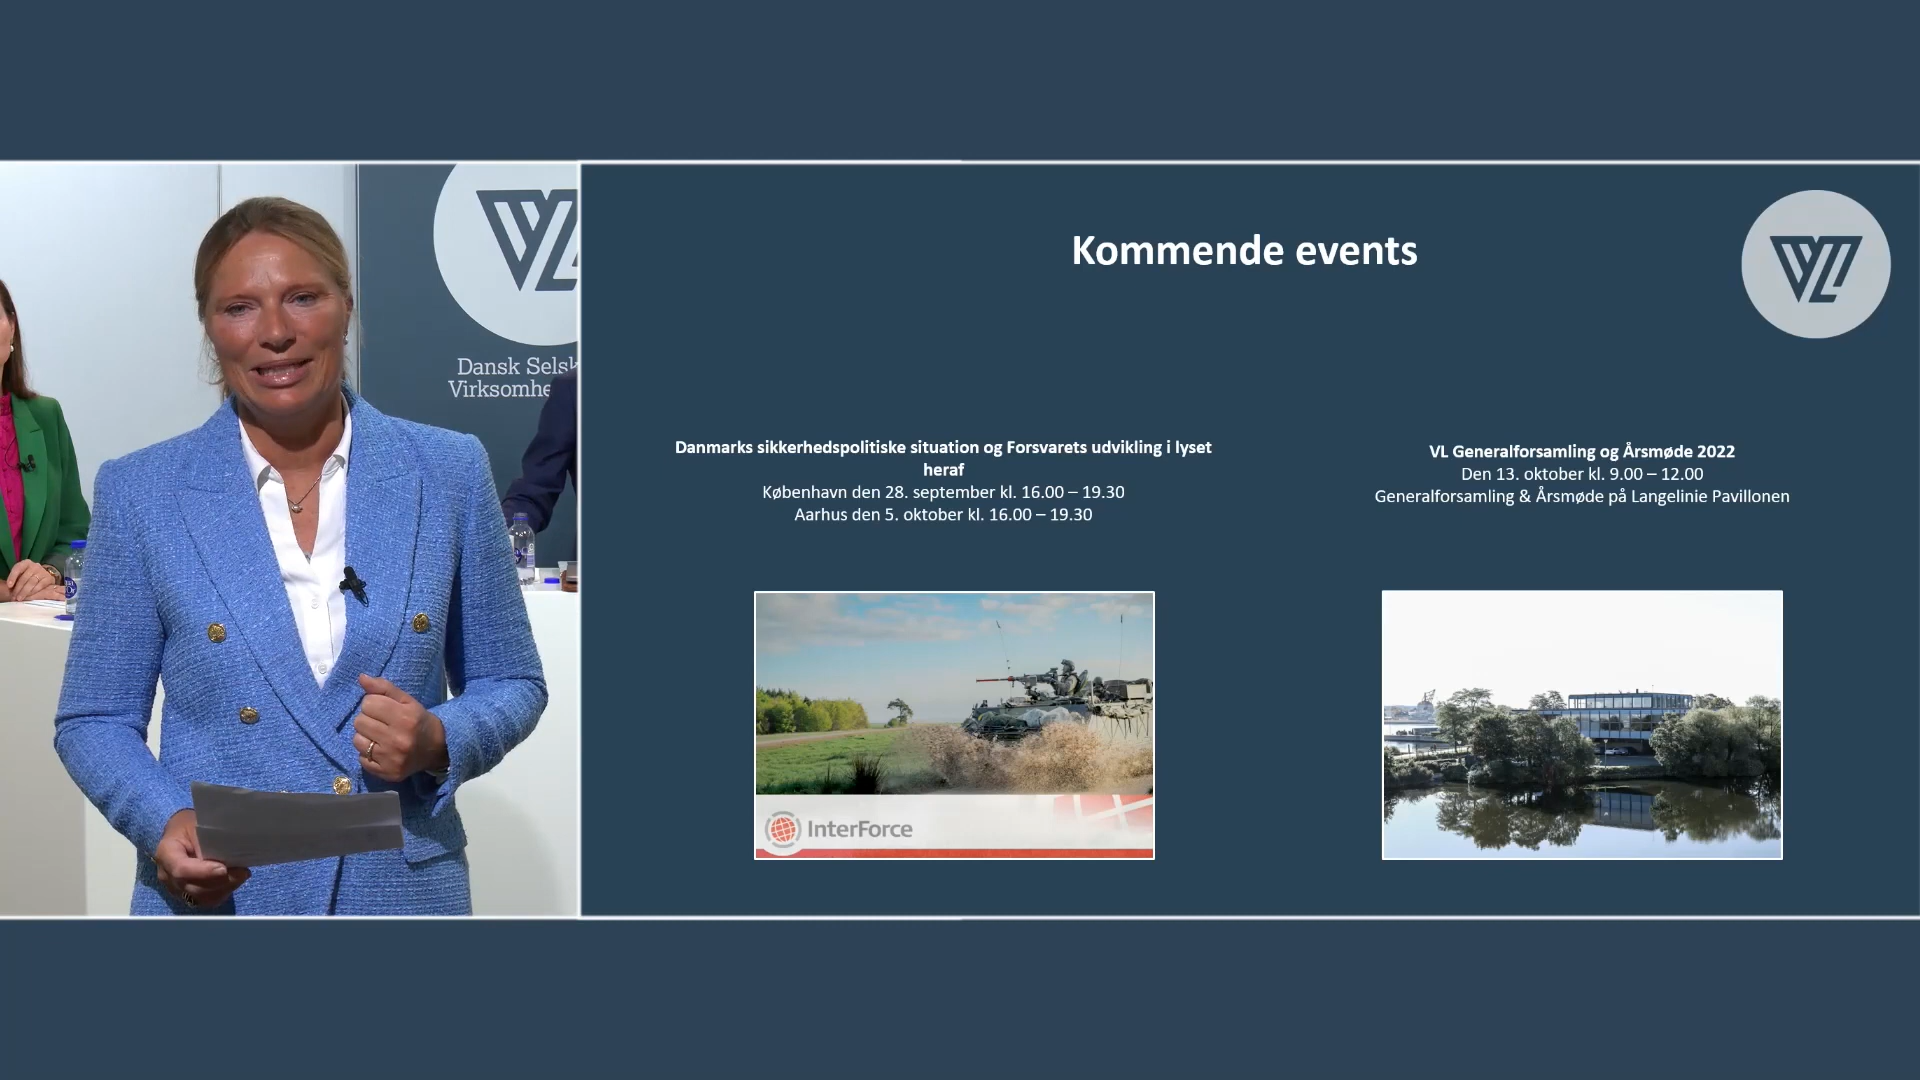 VL
Dansk Selsk
Virksomhe
Kommende events
VL
Danmarks sikkerhedspolitiske situation og Forsvarets udvikling i lyset
heraf
København den 28. september kl. 16.00 – 19.30
Aarhus den 5. oktober kl. 16.00 – 19.30
VL Generalforsamling og Årsmøde 2022
Den 13. oktober kl. 9.00 – 12.00
Generalforsamling & Årsmøde på Langelinie Pavillonen
InterForce